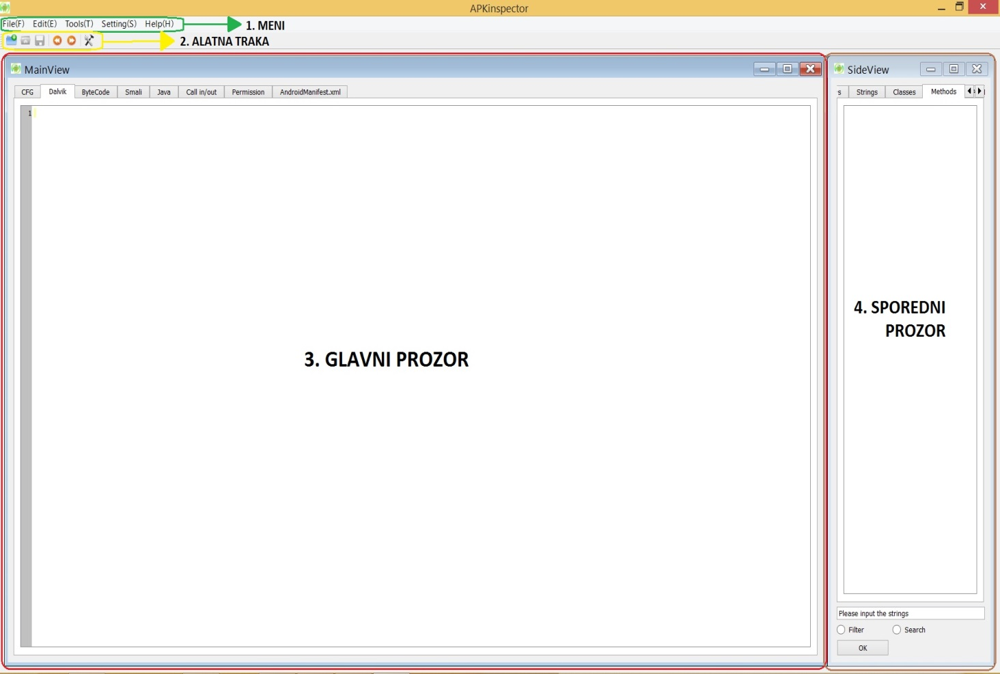 APKinspector
File(F) Edit(E) Tools(T) Setting(S) Help(H)
1. MENI
2. ALATNA TRAKA
MainView
CFG Dalvik ByteCode Smali Java Call in/out Permission AndroidManifest.xml
1
3. GLAVNI PROZOR
SideView
s Strings Classes Methods
4. SPOREDNI
PROZOR
Please input the strings
Filter Search
OK